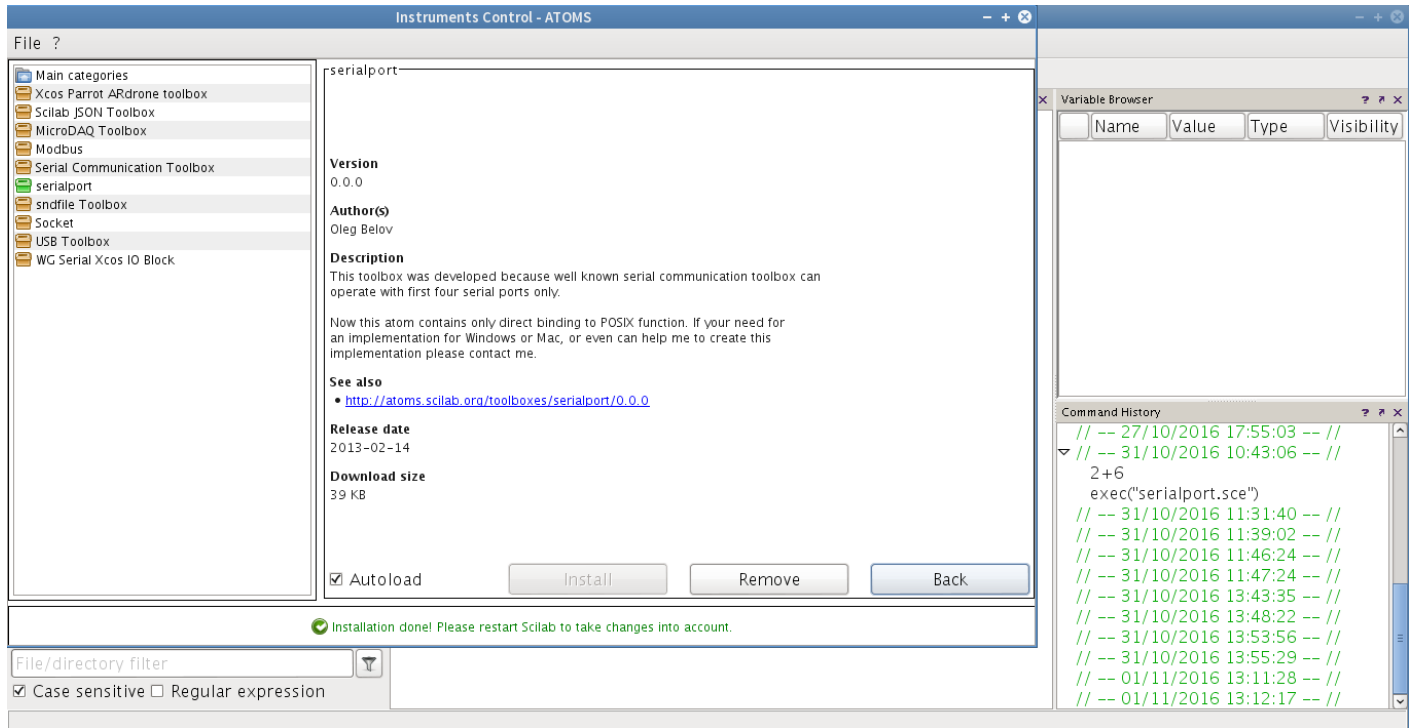 Instruments Control - ATOMS
File ?
Main categories
Xcos Parrot ARdrone toolbox
Scilab JSON Toolbox
MicroDAQ Toolbox
Modbus
Serial Communication Toolbox
serialport
sndfile Toolbox
Socket
USB Toolbox
WG Serial Xcos IO Block
serialport
Version
0.0.0
Author(s)
Oleg Belov
Description
This toolbox was developed because well known serial communication toolbox can
operate with first four serial ports only.
Now this atom contains only direct binding to POSIX function. If your need for
an implementation for Windows or Mac, or even can help me to create this
implementation please contact me.
See also
• http://atoms.scilab.org/toolboxes/serialport/0.0.0
Release date
2013-02-14
Download size
39 KB
Autoload Install Remove Back
Installation done! Please restart Scilab to take changes into account.
File/directory filter
Case sensitive Regular expression
Variable Browser
Name Value Type Visibility
Command History
// -- 27/10/2016 17:55:03 -- //
// -- 31/10/2016 10:43:06 -- //
2+6
exec("serialport.sce")
// -- 31/10/2016 11:31:40 -- //
// -- 31/10/2016 11:39:02 -- //
// -- 31/10/2016 11:46:24 -- //
// -- 31/10/2016 11:47:24 -- //
// -- 31/10/2016 13:43:35 -- //
// -- 31/10/2016 13:48:22 -- //
// -- 31/10/2016 13:53:56 -- //
// -- 31/10/2016 13:55:29 -- //
// -- 01/11/2016 13:11:28 -- //
// -- 01/11/2016 13:12:17 -- //